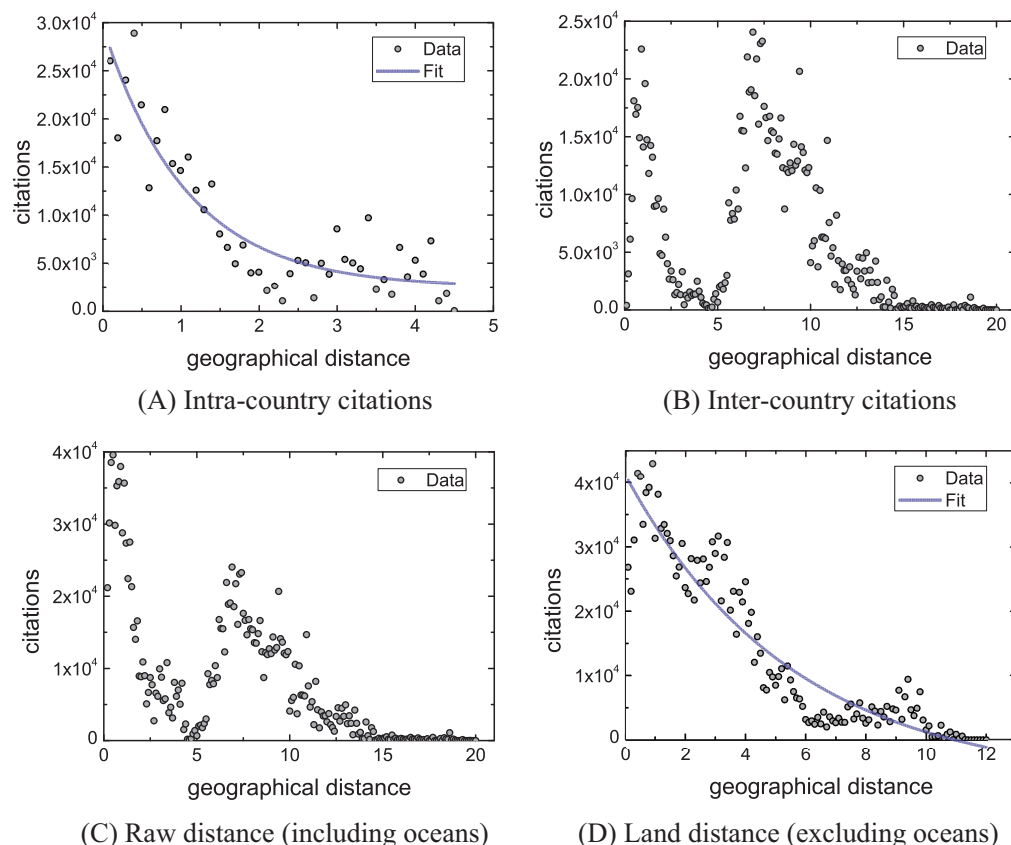 3.0x10⁴
2.5x10⁴
2.0x10⁴
1.5x10⁴
1.0x10⁴
5.0x10³
0.0
citations
Data
Fit
0 1 2 3 4 5
geographical distance
(A) Intra-country citations
2.5x10⁴
2.0x10⁴
1.5x10⁴
1.0x10⁴
5.0x10³
0.0
ciations
Data
0 5 10 15 20
geographical distance
(B) Inter-country citations
4x10⁴
3x10⁴
2x10⁴
1x10⁴
0
citations
Data
0 5 10 15 20
geographical distance
(C) Raw distance (including oceans)
4x10⁴
3x10⁴
2x10⁴
1x10⁴
0
citations
Data
Fit
0 2 4 6 8 10 12
geographical distance
(D) Land distance (excluding oceans)